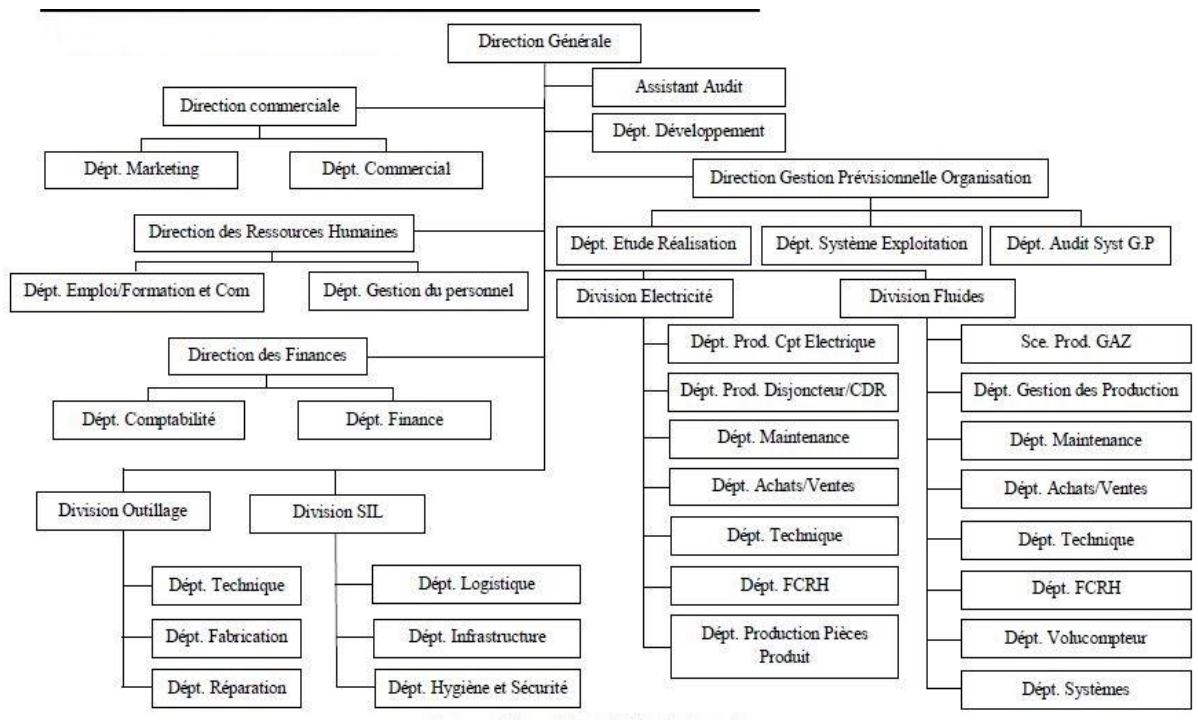 Direction Générale
Assistant Audit
Direction commerciale
Dépt. Développement
Dépt. Marketing
Dépt. Commercial
Direction Gestion Prévisionnelle Organisation
Direction des Ressources Humaines
Dépt. Etude Réalisation
Dépt. Système Exploitation
Dépt. Audit Syst G.P
Dépt. Emploi/Formation et Com
Dépt. Gestion du personnel
Division Electricité
Division Fluides
Direction des Finances
Dépt. Comptabilité
Dépt. Finance
Dépt. Prod. Cpt Electrique
Dépt. Prod. Disjoncteur/CDR
Dépt. Maintenance
Dépt. Achats/Ventes
Dépt. Technique
Dépt. FCRH
Dépt. Production Pièces
Produit
Sce. Prod. GAZ
Dépt. Gestion des Production
Dépt. Maintenance
Dépt. Achats/Ventes
Dépt. Technique
Dépt. FCRH
Dépt. Volucompteur
Dépt. Systèmes
Division Outillage
Division SIL
Dépt. Technique
Dépt. Fabrication
Dépt. Réparation
Dépt. Logistique
Dépt. Infrastructure
Dépt. Hygiène et Sécurité